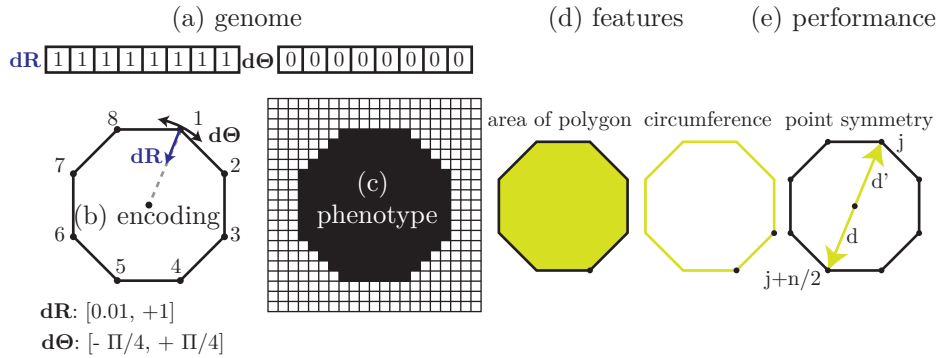 (a) genome
(d) features
(e) performance
dR 1 1 1 1 1 1 1 1 dΘ 0 0 0 0 0 0 0 0
8 1
dΘ
dR
7 2
(b) encoding
6 3
5 4
dR: [0.01, +1]
dΘ: [- Π/4, + Π/4]
(c)
phenotype
area of polygon
circumference
point symmetry
j
d'
d
j+n/2